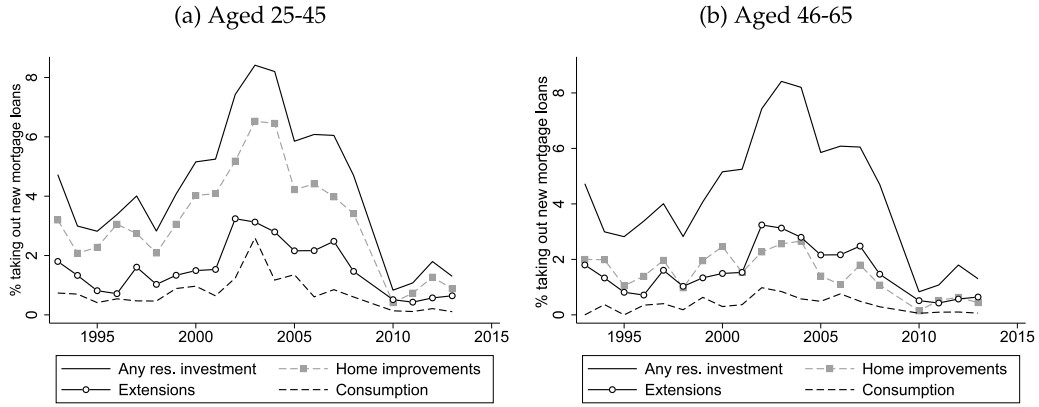 (a) Aged 25-45
% taking out new mortgage loans
8
6
4
2
0
1995 2000 2005 2010 2015
Any res. investment Home improvements
Extensions Consumption
(b) Aged 46-65
% taking out new mortgage loans
8
6
4
2
0
1995 2000 2005 2010 2015
Any res. investment Home improvements
Extensions Consumption